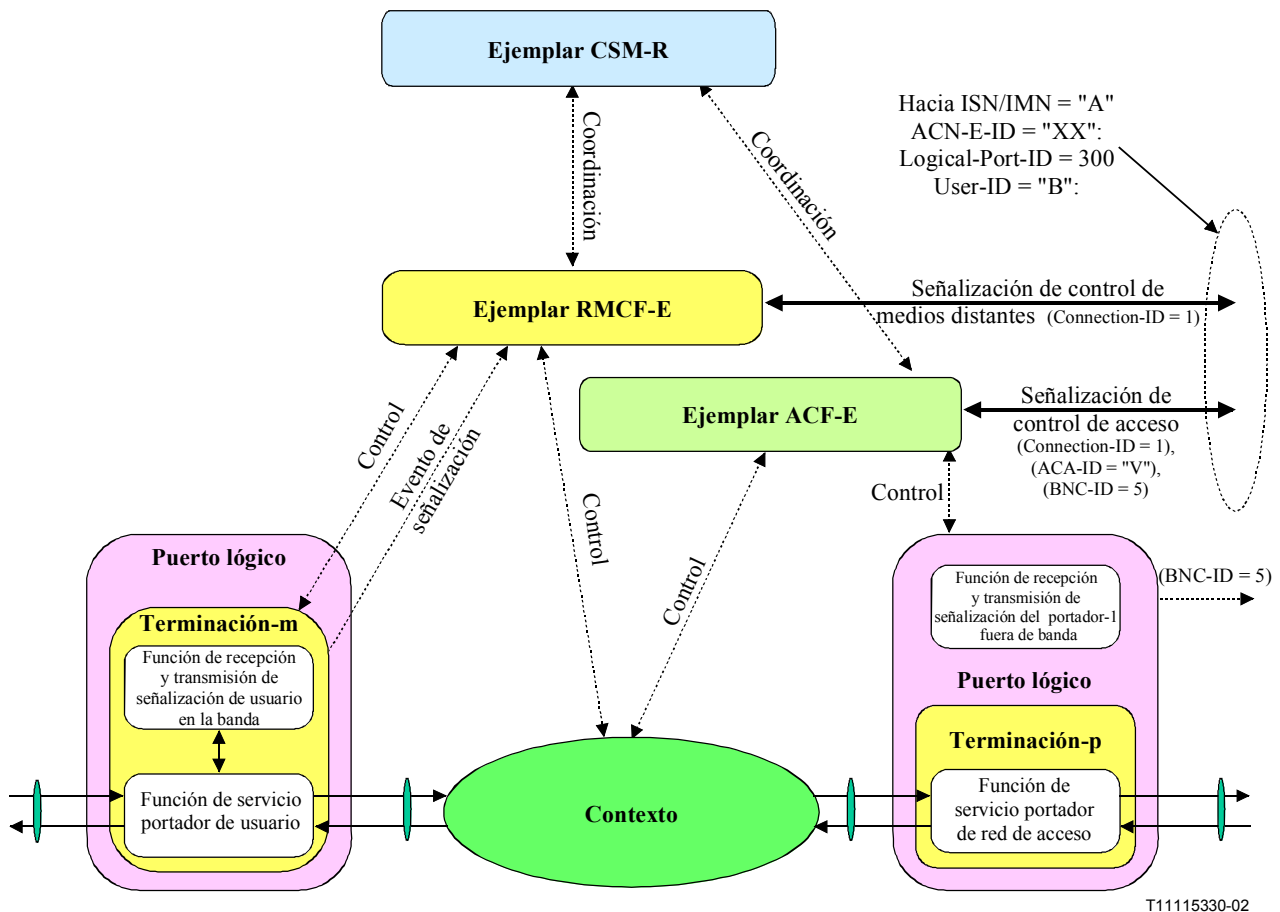 Ejemplar CSM-R
Hacia ISN/IMN = "A"
ACN-E-ID = "XX":
Logical-Port-ID = 300
User-ID = "B":
Coordinación
Coordinación
Ejemplar RMCF-E
Señalización de control de
medios distantes (Connection-ID = 1)
Ejemplar ACF-E
Señalización de
control de acceso
(Connection-ID = 1),
(ACA-ID = "V"),
(BNC-ID = 5)
Control
Evento de
señalización
Control
Control
Control
Puerto lógico
Terminación-m
Función de recepción
y transmisión de
señalización de usuario
en la banda
Función de servicio
portador de usuario
Contexto
Función de recepción
y transmisión de
señalización del portador-1
fuera de banda
(BNC-ID = 5)
Puerto lógico
Terminación-p
Función de
servicio portador
de red de acceso
T11115330-02